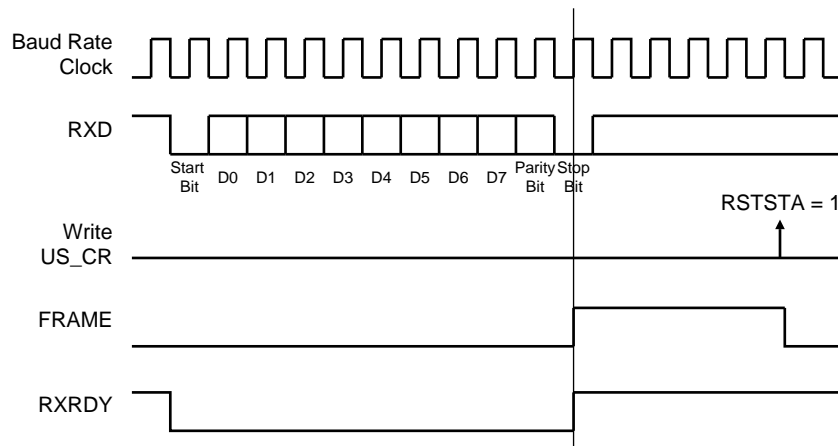 Baud Rate
Clock
RXD
Start
Bit
D0
D1
D2
D3
D4
D5
D6
D7
Parity
Bit
Stop
Bit
RSTSTA = 1
Write
US_CR
FRAME
RXRDY